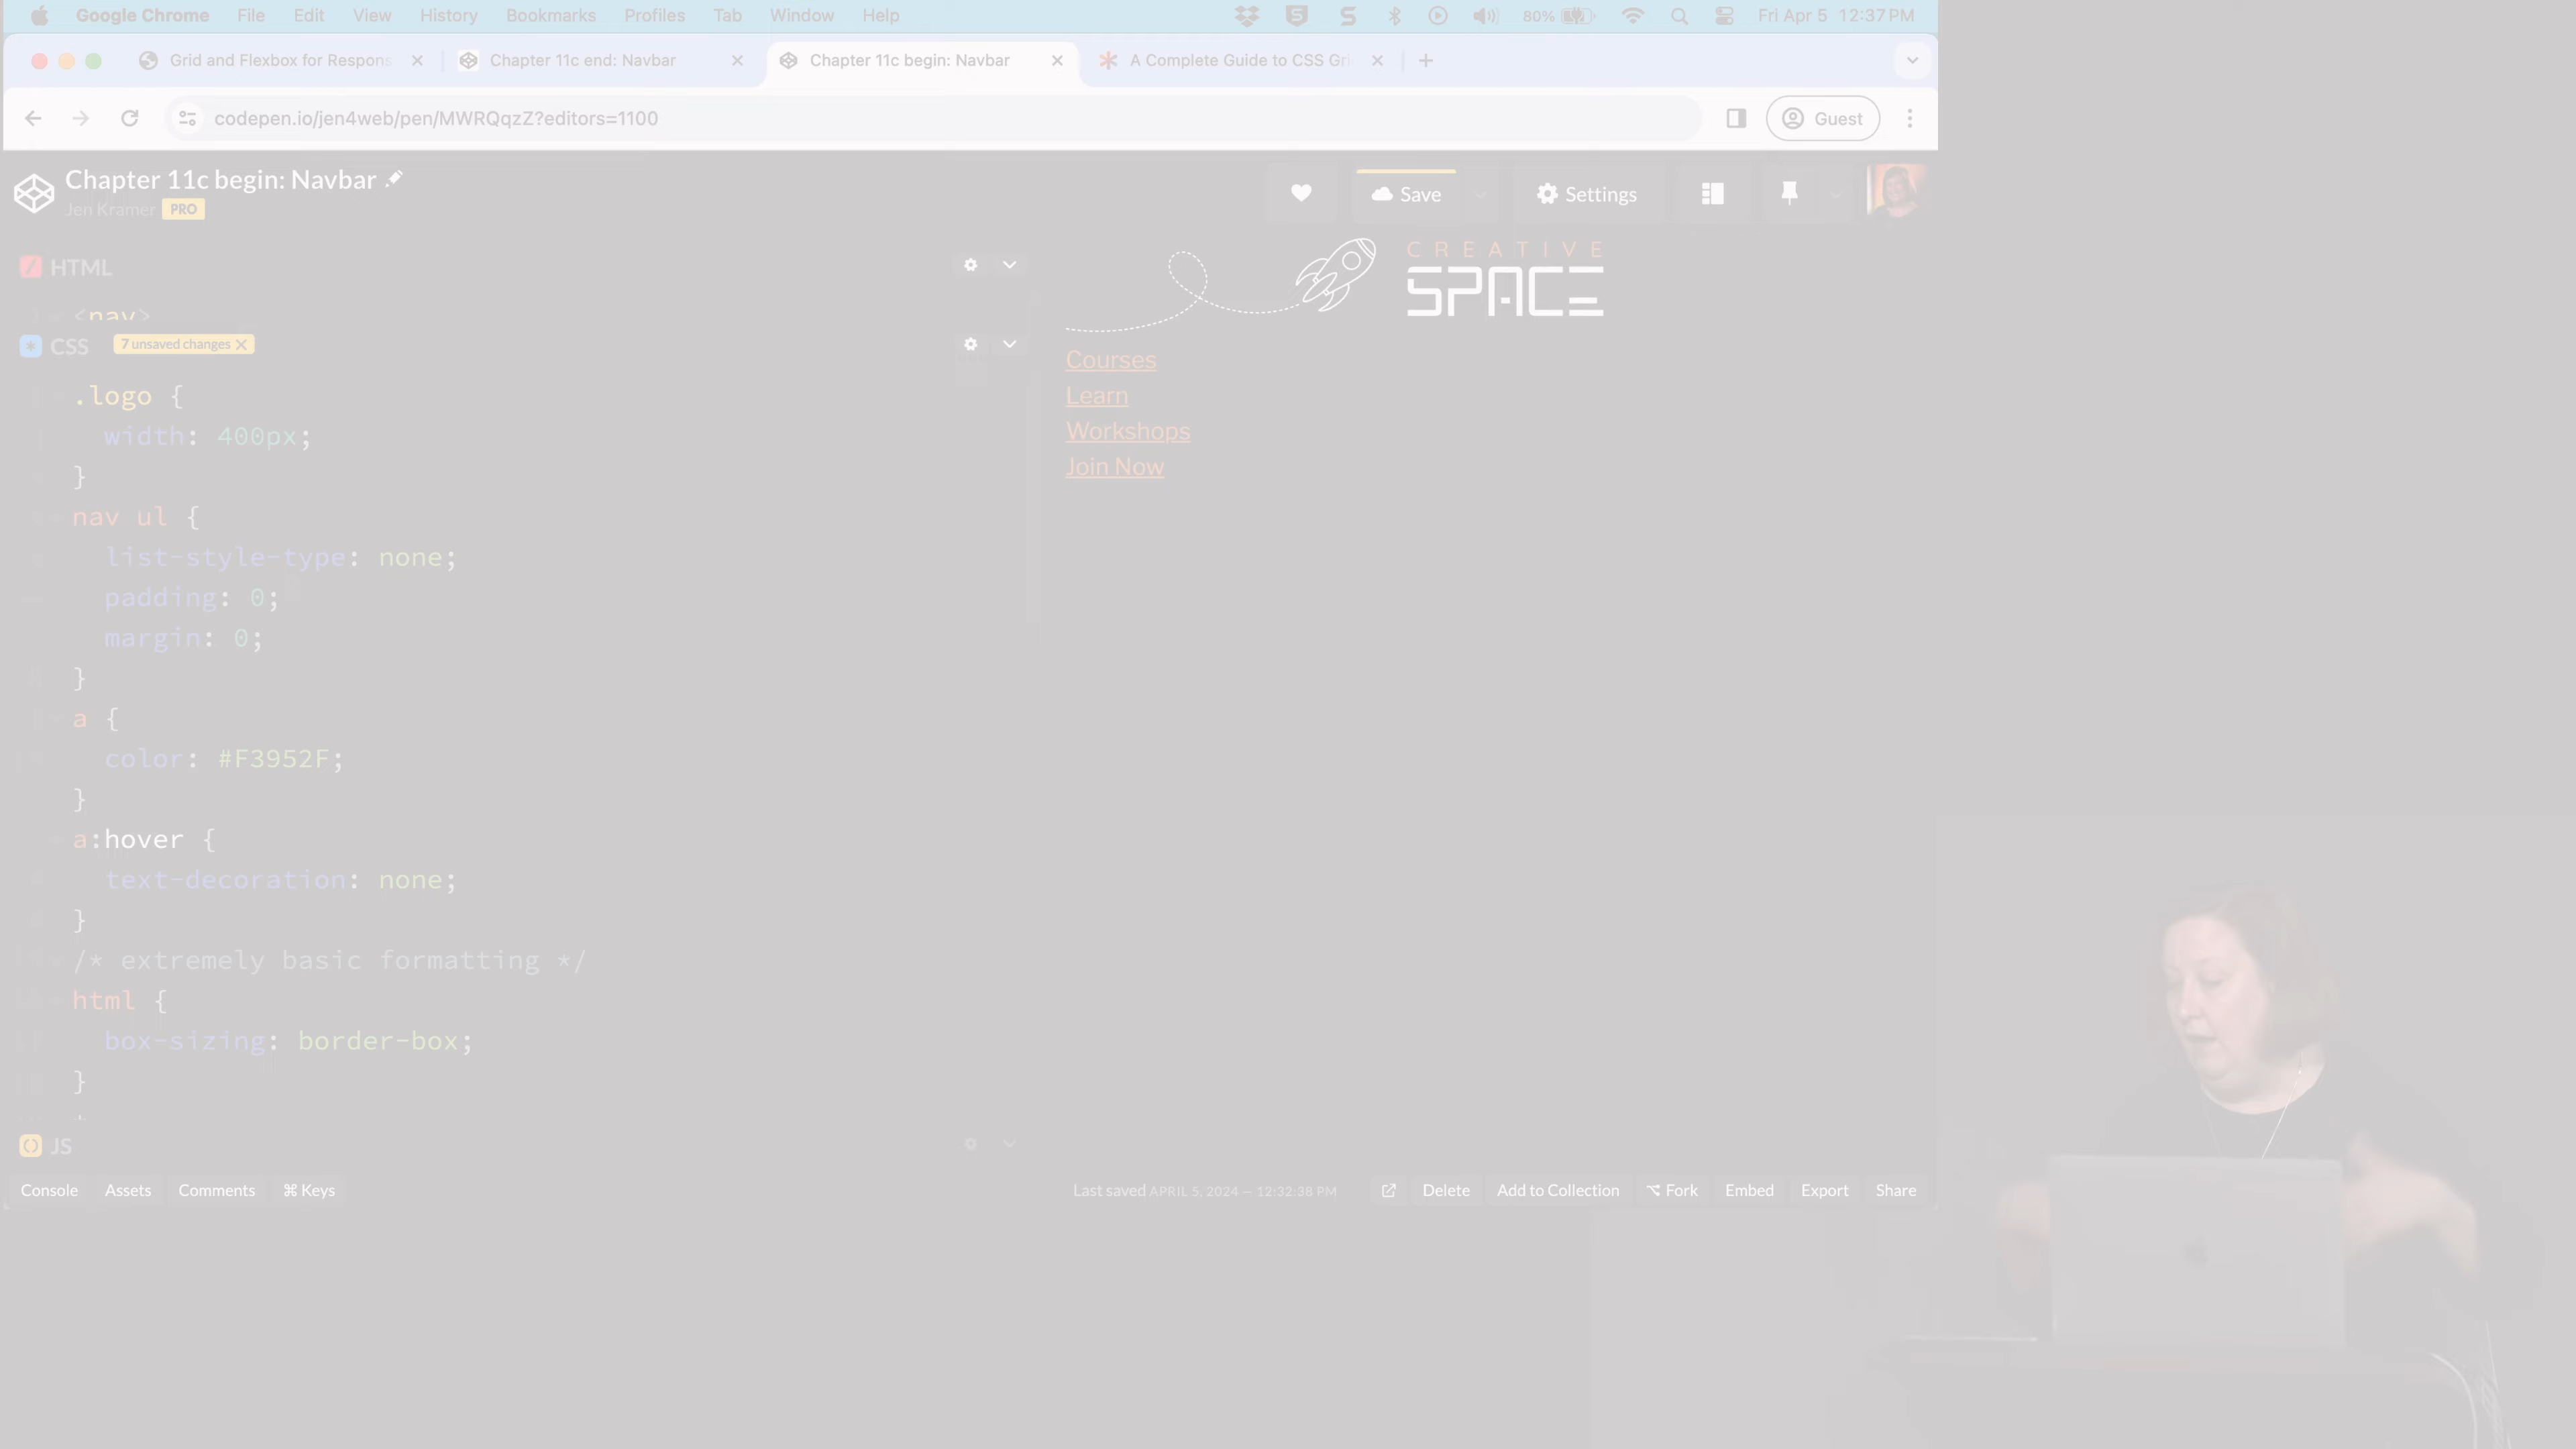 Google Chrome File Edit View History Bookmarks Profiles Tab Window Help 80% Fri Apr 5 12:37 PM
Grid and Flexbox for Respons Chapter 11c end: Navbar Chapter 11c begin: Navbar A Complete Guide to CSS Gri
codepen.io/jen4web/pen/MWRQqzZ?editors=1100 Guest
Chapter 11c begin: Navbar
Jen Kramer PRO
Save Settings
HTML
<nav>
CSS 7 unsaved changes
.logo {
width: 400px;
}
nav ul {
list-style-type: none;
padding: 0;
margin: 0;
}
a {
color: #F3952F;
}
a:hover {
text-decoration: none;
}
/* extremely basic formatting */
html {
box-sizing: border-box;
}
JS
CREATIVE
SPACE
Courses
Learn
Workshops
Join Now
Console Assets Comments ⌘ Keys Last saved APRIL 5, 2024 — 12:32:38 PM Delete Add to Collection ⌥ Fork Embed Export Share